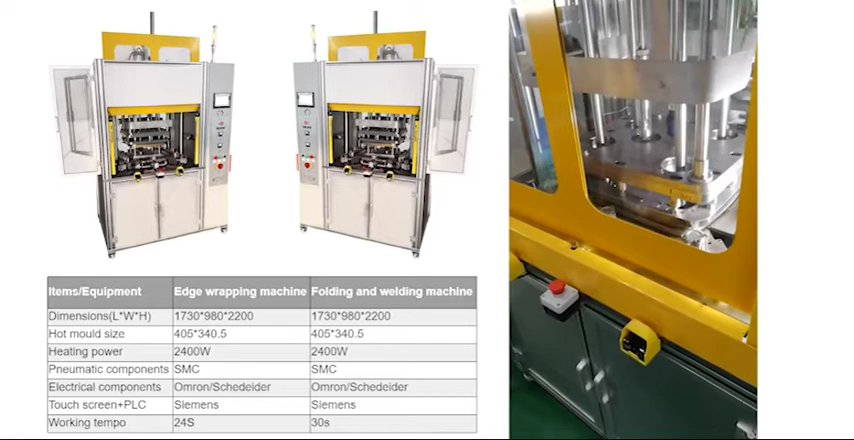 Items/Equipment Edge wrapping machine Folding and welding machine
Dimensions(L*W*H) 1730*980*2200 1730*980*2200
Hot mould size 405*340.5 405*340.5
Heating power 2400W 2400W
Pneumatic components SMC SMC
Electrical components Omron/Schedeider Omron/Schedeider
Touch screen+PLC Siemens Siemens
Working tempo 24S 30s